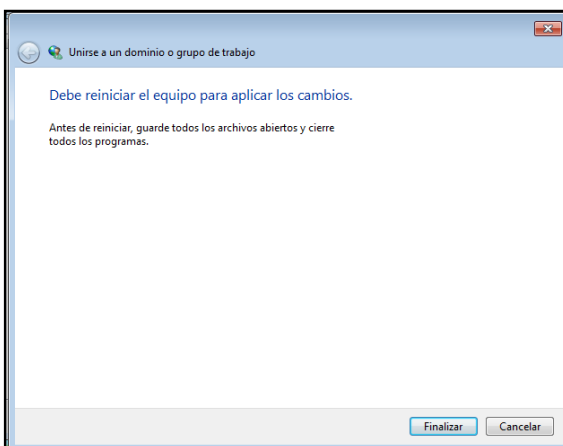 Unirse a un dominio o grupo de trabajo
Debe reiniciar el equipo para aplicar los cambios.
Antes de reiniciar, guarde todos los archivos abiertos y cierre
todos los programas.
Finalizar Cancelar